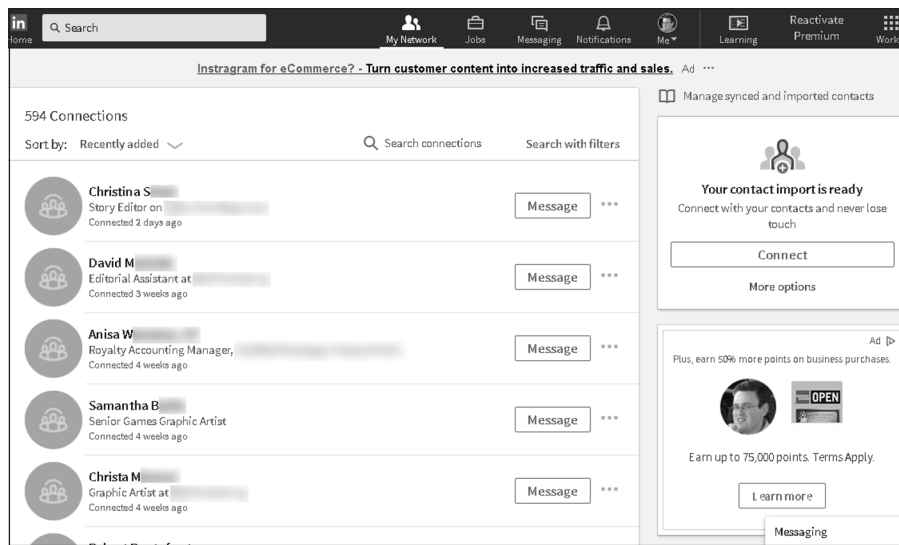 in
Search
Home
My Network
Jobs
Messaging
Notifications
Me
Learning
Reactivate
Premium
Work
Instragram for eCommerce? - Turn customer content into increased traffic and sales. Ad ...
594 Connections
Sort by: Recently added
Search connections
Search with filters
Christina S
Story Editor on
Connected 2 days ago
Message
David M
Editorial Assistant at
Connected 3 weeks ago
Message
Anisa W
Royalty Accounting Manager,
Connected 4 weeks ago
Message
Samantha B
Senior Games Graphic Artist
Connected 4 weeks ago
Message
Christa M
Graphic Artist at
Connected 4 weeks ago
Message
Manage synced and imported contacts
Your contact import is ready
Connect with your contacts and never lose
touch
Connect
More options
Ad
Plus, earn 50% more points on business purchases.
OPEN
Earn up to 75,000 points. Terms Apply.
Learn more
Messaging